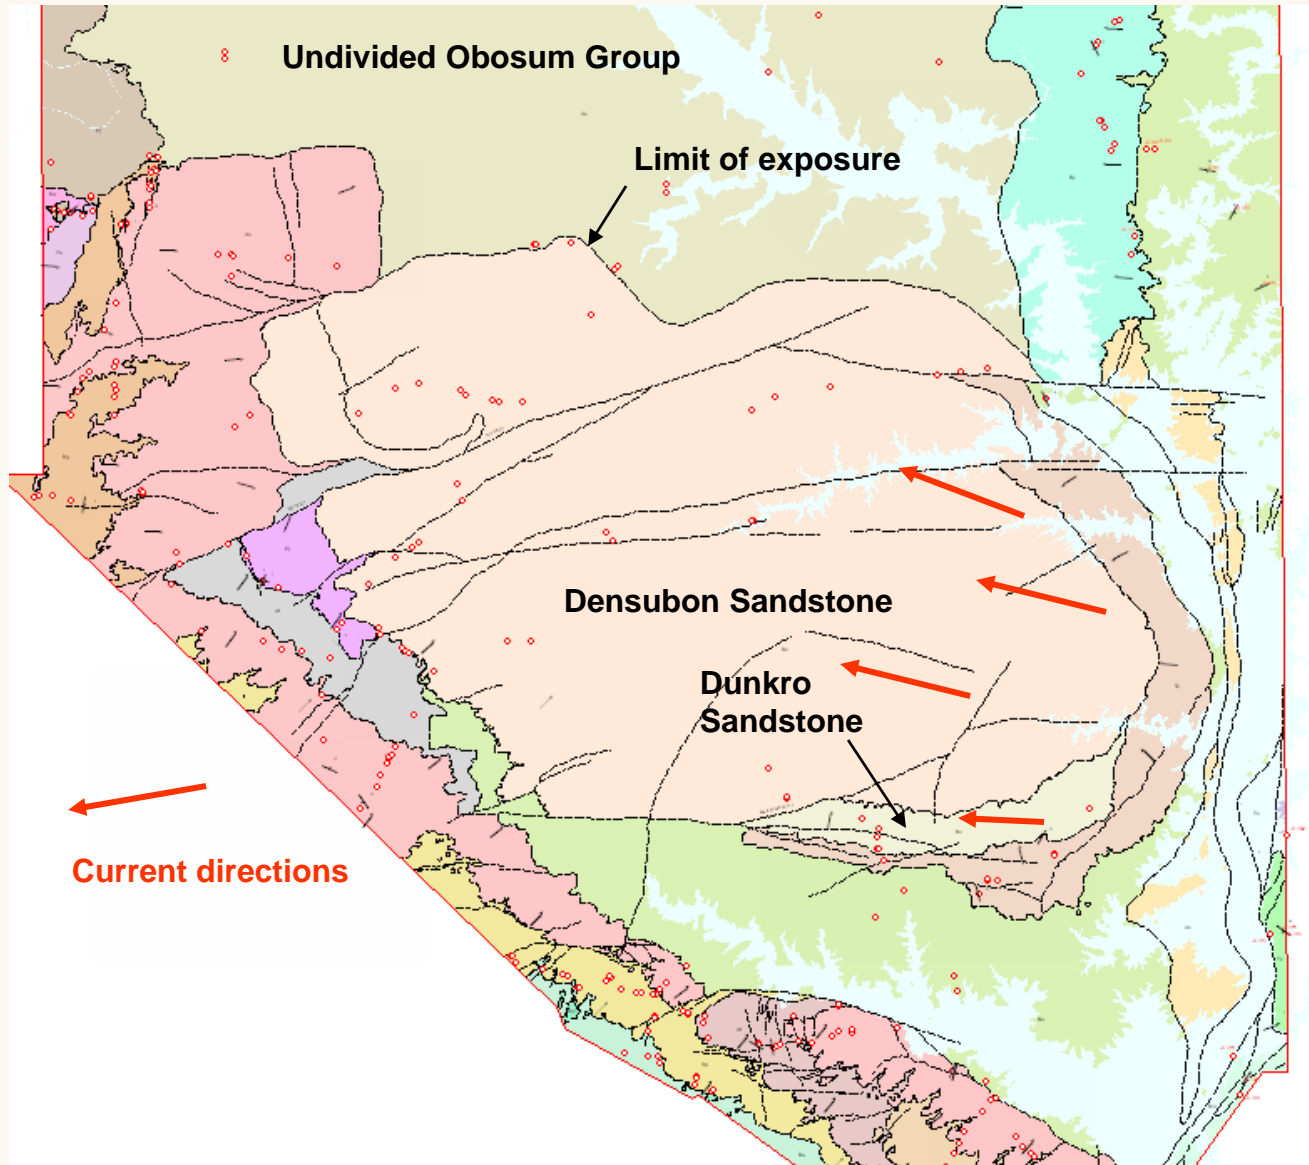 Undivided Obosum Group
Limit of exposure
Densubon Sandstone
Dunkro
Sandstone
Current directions